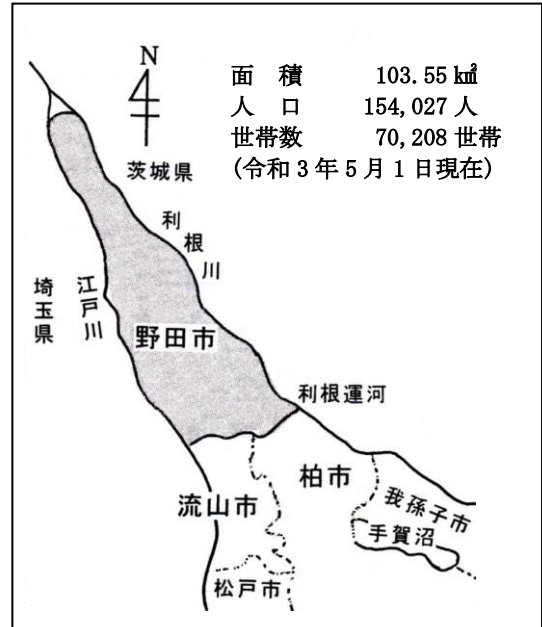 N
面 積 103.55 ㎢
人 口 154,027 人
世帯数 70,208 世帯
(令和 3 年 5 月 1 日現在)
茨城県
利根川
埼玉県
江戸川
野田市
利根運河
柏市
流山市
我孫子市
手賀沼
松戸市